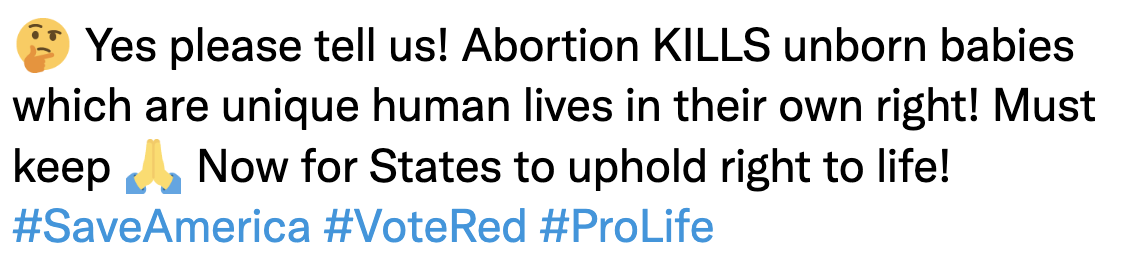 🤔 Yes please tell us! Abortion KILLS unborn babies
which are unique human lives in their own right! Must
keep 🙏 Now for States to uphold right to life!
#SaveAmerica #VoteRed #ProLife